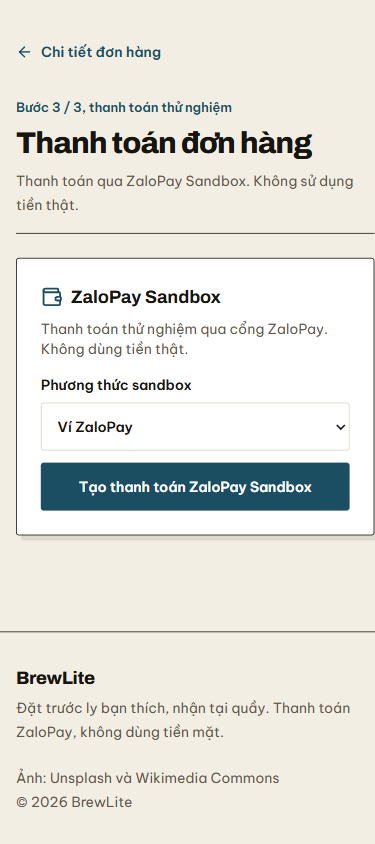 Chi tiết đơn hàng
Bước 3 / 3, thanh toán thử nghiệm
Thanh toán đơn hàng
Thanh toán qua ZaloPay Sandbox. Không sử dụng
tiền thật.
ZaloPay Sandbox
Thanh toán thử nghiệm qua cổng ZaloPay.
Không dùng tiền thật.
Phương thức sandbox
Ví ZaloPay
Tạo thanh toán ZaloPay Sandbox
BrewLite
Đặt trước ly bạn thích, nhận tại quầy. Thanh toán
ZaloPay, không dùng tiền mặt.
Ảnh: Unsplash và Wikimedia Commons
© 2026 BrewLite